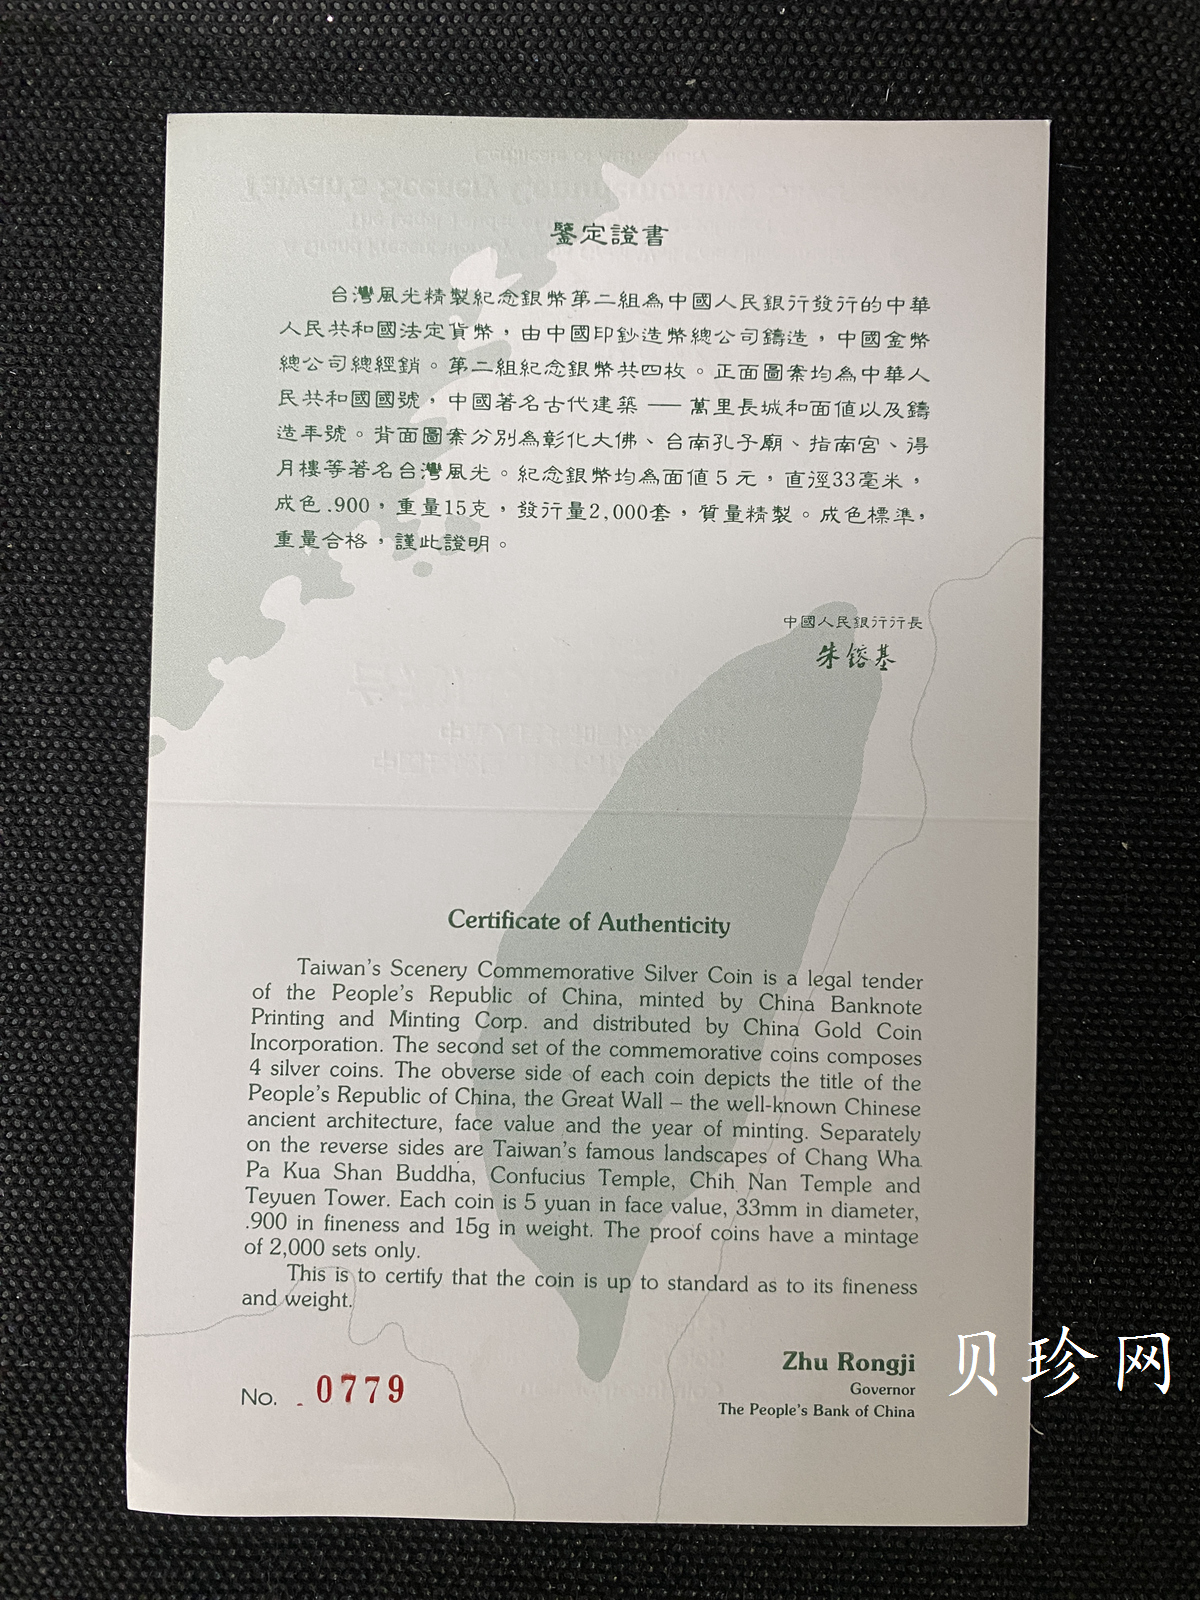 鑒定證書
台灣風光精製紀念銀幣第二組為中國人民銀行發行的中華
人民共和國法定貨幣，由中國印鈔造幣總公司鑄造，中國金幣
總公司總經銷。第二組紀念銀幣共四枚。正面圖案均為中華人
民共和國國號，中國著名古代建築 —— 萬里長城和面值以及鑄
造年號。背面圖案分別為彰化大佛、台南孔子廟、指南宮、得
月樓等著名台灣風光。紀念銀幣均為面值5元，直徑33毫米，
成色.900，重量15克，發行量2,000套，質量精製。成色標準，
重量合格，謹此證明。
中國人民銀行行長
朱鎔基
Certificate of Authenticity
Taiwan's Scenery Commemorative Silver Coin is a legal tender
of the People's Republic of China, minted by China Banknote
Printing and Minting Corp. and distributed by China Gold Coin
Incorporation. The second set of the commemorative coins composes
4 silver coins. The obverse side of each coin depicts the title of the
People's Republic of China, the Great Wall – the well-known Chinese
ancient architecture, face value and the year of minting. Separately
on the reverse sides are Taiwan's famous landscapes of Chang Wha
Pa Kua Shan Buddha, Confucius Temple, Chih Nan Temple and
Teyuen Tower. Each coin is 5 yuan in face value, 33mm in diameter,
.900 in fineness and 15g in weight. The proof coins have a mintage
of 2,000 sets only.
This is to certify that the coin is up to standard as to its fineness
and weight.
Zhu Rongji
Governor
The People's Bank of China
No. 0779
贝珍网